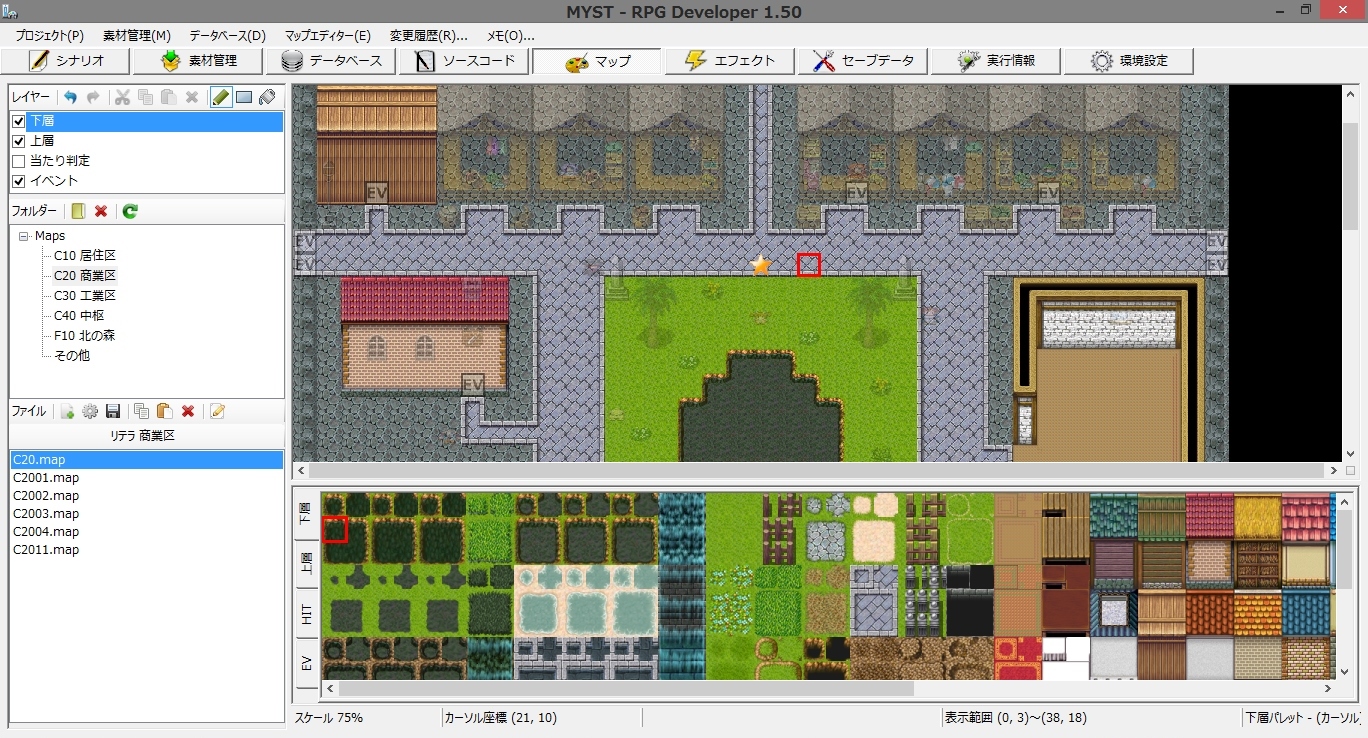 MYST - RPG Developer 1.50
プロジェクト(P) 素材管理(M) データベース(D) マップエディター(E) 変更履歴(R)... メモ(O)...
シナリオ 素材管理 データベース ソースコード マップ エフェクト セーブデータ 実行情報 環境設定
レイヤー
下層
上層
当たり判定
イベント
フォルダー
Maps
C10 居住区
C20 商業区
C30 工業区
C40 中枢
F10 北の森
その他
ファイル
リテラ 商業区
C20.map
C2001.map
C2002.map
C2003.map
C2004.map
C2011.map
EV
EV
EV
EV
EV
EV
EV
EV
下層
上層
HIT
EV
スケール 75%
カーソル座標 (21, 10)
表示範囲 (0, 3)～(38, 18)
下層パレット - (カーソル